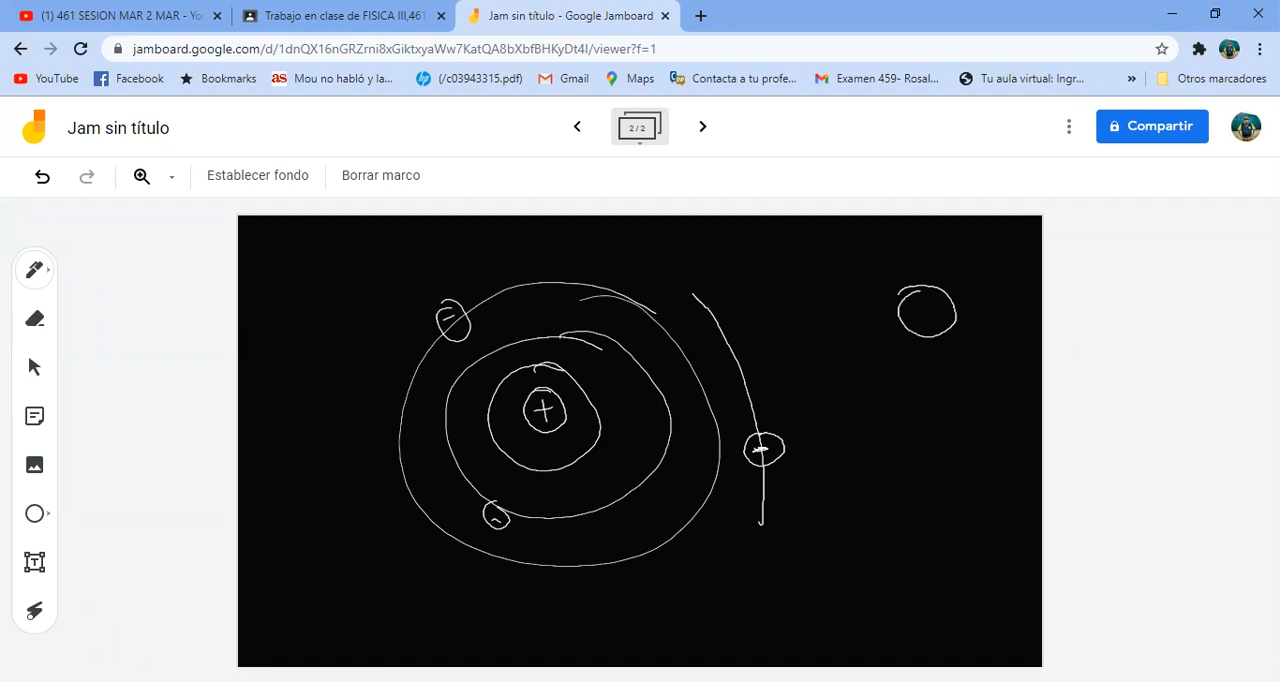 461 SESION MAR 2 MAR - Yo
Trabajo en clase de FISICA III,461
Jam sin título - Google Jamboard
jamboard.google.com/d/1dnQX16nGRZrni8xGiktxyaWw7KatQA8bXbfBHKyDt4I/viewer?f=1
YouTube
Facebook
Bookmarks
as
Mou no habló y la...
hp
(/c03943315.pdf)
Gmail
Maps
Contacta a tu profe...
Examen 459- Rosal...
Tu aula virtual: Ingr...
»
Otros marcadores
Jam sin título
2 / 2
Compartir
Establecer fondo
Borrar marco
T
-
+
-
-